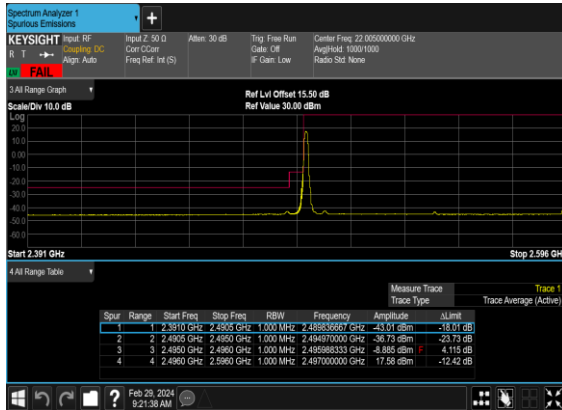 Spectrum Analyzer 1
Spurious Emissions
+
KEYSIGHT Input: RF Input Z: 50 Ω Atten: 30 dB Trig: Free Run Center Freq: 22.005000000 GHz
R T Coupling: DC Corr CCorr Gate: Off Avg|Hold: 1000/1000
Align: Auto Freq Ref: Int (S) IF Gain: Low Radio Std: None
FAIL
3 All Range Graph
Ref Lvl Offset 15.50 dB
Scale/Div 10.0 dB Ref Value 30.00 dBm
Log
20.0
10.0
0.00
-10.0
-20.0
-30.0
-40.0
-50.0
-60.0
Start 2.391 GHz Stop 2.596 GHz
4 All Range Table
Measure Trace Trace 1
Trace Type Trace Average (Active)
Spur Range Start Freq Stop Freq RBW Frequency Amplitude ΔLimit
1 1 2.3910 GHz 2.4905 GHz 1.000 MHz 2.489836667 GHz -43.01 dBm -18.01 dB
2 2 2.4905 GHz 2.4950 GHz 1.000 MHz 2.494970000 GHz -36.73 dBm -23.73 dB
3 3 2.4950 GHz 2.4960 GHz 1.000 MHz 2.495988333 GHz -8.885 dBm F 4.115 dB
4 4 2.4960 GHz 2.5960 GHz 1.000 MHz 2.497000000 GHz 17.58 dBm -12.42 dB
? Feb 29, 2024
9:21:38 AM